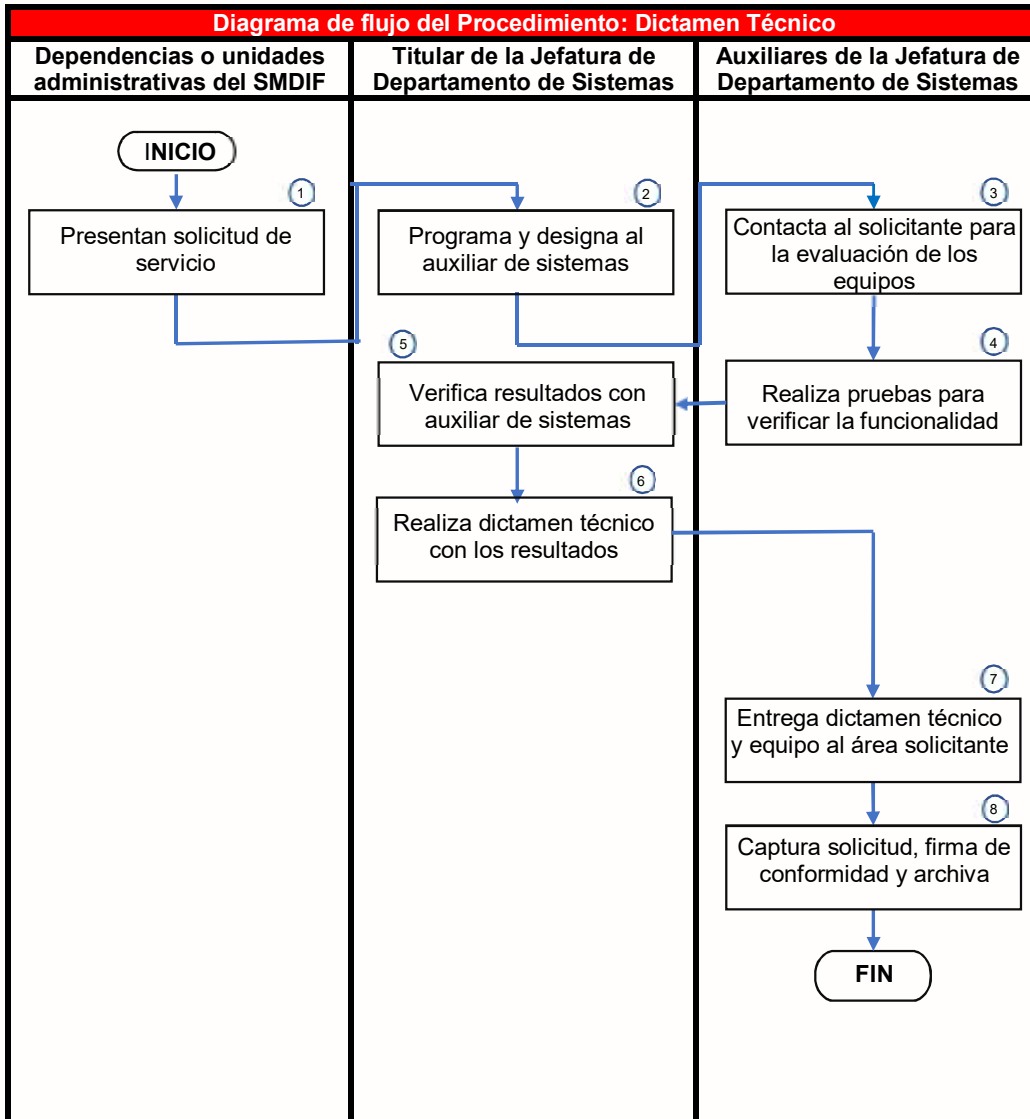 Diagrama de flujo del Procedimiento: Dictamen Técnico
Dependencias o unidades
administrativas del SMDIF
Titular de la Jefatura de
Departamento de Sistemas
Auxiliares de la Jefatura de
Departamento de Sistemas
INICIO
1
Presentan solicitud de
servicio
2
Programa y designa al
auxiliar de sistemas
3
Contacta al solicitante para
la evaluación de los
equipos
4
Realiza pruebas para
verificar la funcionalidad
5
Verifica resultados con
auxiliar de sistemas
6
Realiza dictamen técnico
con los resultados
7
Entrega dictamen técnico
y equipo al área solicitante
8
Captura solicitud, firma de
conformidad y archiva
FIN